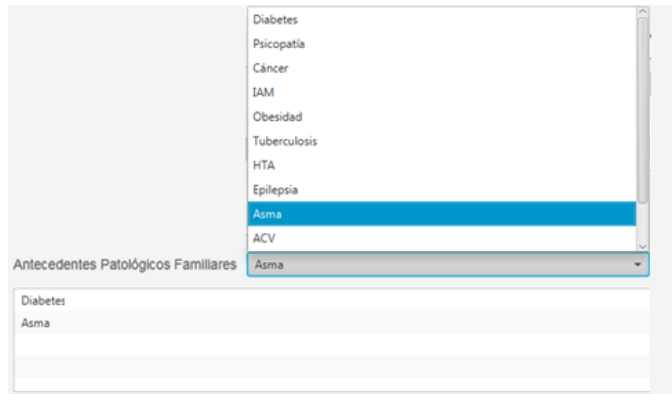 Diabetes
Psicopatía
Cáncer
IAM
Obesidad
Tuberculosis
HTA
Epilepsia
Asma
ACV
Antecedentes Patológicos Familiares Asma
Diabetes
Asma